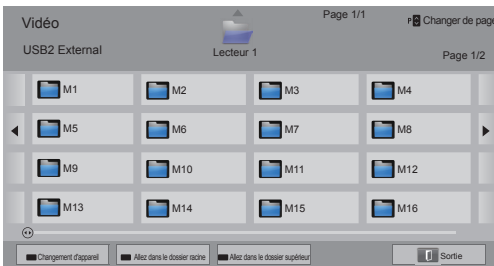 Vidéo
Page 1/1
P Changer de page
USB2 External
Lecteur 1
Page 1/2
M1 M2 M3 M4
M5 M6 M7 M8
M9 M10 M11 M12
M13 M14 M15 M16
Changement d'appareil Allez dans le dossier racine Allez dans le dossier supérieur Sortie